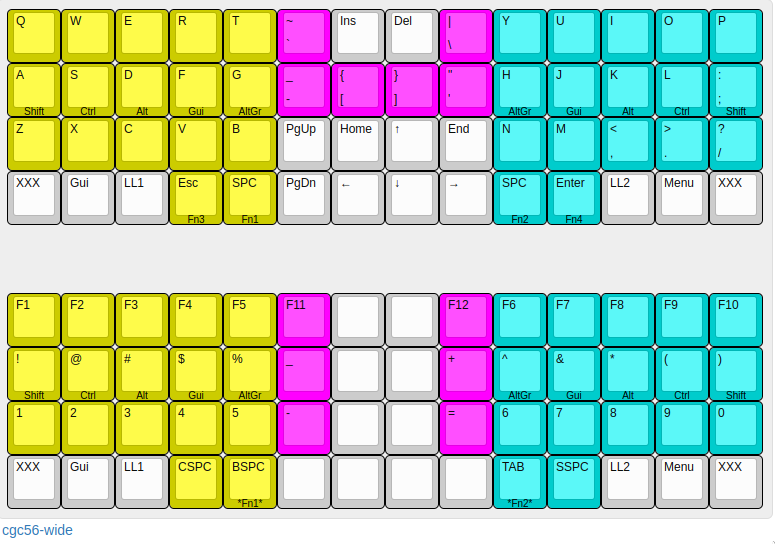 Q W E R T ~ Ins Del | Y U I O P
` \
A S D F G _ { } " H J K L :
- [ ] ' ;
Shift Ctrl Alt Gui AltGr AltGr Gui Alt Ctrl Shift
Z X C V B PgUp Home ↑ End N M < > ?
, . /
XXX Gui LL1 Esc SPC PgDn ← ↓ → SPC Enter LL2 Menu XXX
Fn3 Fn1 Fn2 Fn4
F1 F2 F3 F4 F5 F11 F12 F6 F7 F8 F9 F10
! @ # $ % _ + ^ & * ( )
Shift Ctrl Alt Gui AltGr AltGr Gui Alt Ctrl Shift
1 2 3 4 5 - = 6 7 8 9 0
XXX Gui LL1 CSPC BSPC TAB SSPC LL2 Menu XXX
*Fn1* *Fn2*
cgc56-wide